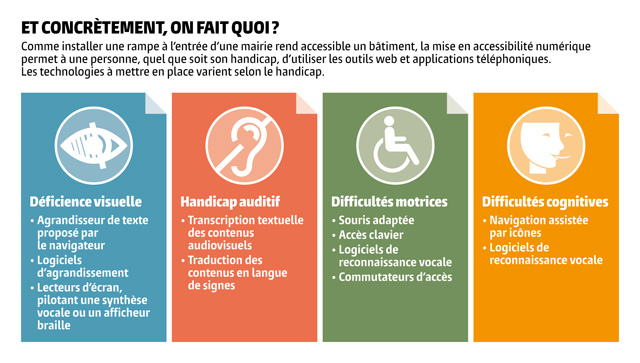 ET CONCRÈTEMENT, ON FAIT QUOI ?
Comme installer une rampe à l'entrée d'une mairie rend accessible un bâtiment, la mise en accessibilité numérique
permet à une personne, quel que soit son handicap, d'utiliser les outils web et applications téléphoniques.
Les technologies à mettre en place varient selon le handicap.
Déficience visuelle
• Agrandisseur de texte
proposé par
le navigateur
• Logiciels
d'agrandissement
• Lecteurs d'écran,
pilotant une synthèse
vocale ou un afficheur
braille
Handicap auditif
• Transcription textuelle
des contenus
audiovisuels
• Traduction des
contenus en langue
de signes
Difficultés motrices
• Souris adaptée
• Accès clavier
• Logiciels de
reconnaissance vocale
• Commutateurs d'accès
Difficultés cognitives
• Navigation assistée
par icônes
• Logiciels de
reconnaissance vocale